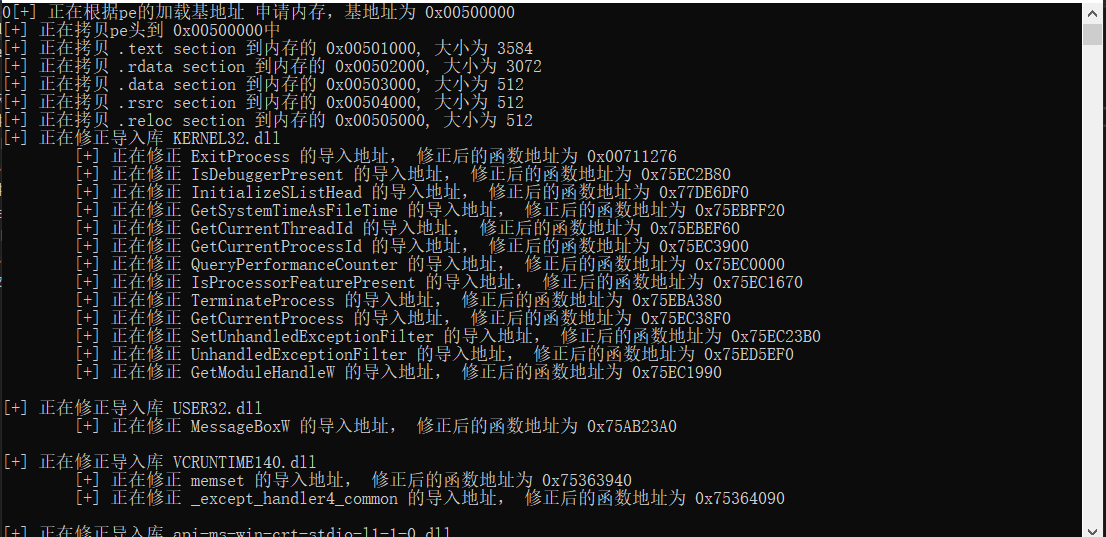 0[+] 正在根据pe的加载基地址 申请内存，基地址为 0x00500000
[+] 正在拷贝pe头到 0x00500000中
[+] 正在拷贝 .text section 到内存的 0x00501000, 大小为 3584
[+] 正在拷贝 .rdata section 到内存的 0x00502000, 大小为 3072
[+] 正在拷贝 .data section 到内存的 0x00503000, 大小为 512
[+] 正在拷贝 .rsrc section 到内存的 0x00504000, 大小为 512
[+] 正在拷贝 .reloc section 到内存的 0x00505000, 大小为 512
[+] 正在修正导入库 KERNEL32.dll
[+] 正在修正 ExitProcess 的导入地址， 修正后的函数地址为 0x00711276
[+] 正在修正 IsDebuggerPresent 的导入地址， 修正后的函数地址为 0x75EC2B80
[+] 正在修正 InitializeSListHead 的导入地址， 修正后的函数地址为 0x77DE6DF0
[+] 正在修正 GetSystemTimeAsFileTime 的导入地址， 修正后的函数地址为 0x75EBFF20
[+] 正在修正 GetCurrentThreadId 的导入地址， 修正后的函数地址为 0x75EBEF60
[+] 正在修正 GetCurrentProcessId 的导入地址， 修正后的函数地址为 0x75EC3900
[+] 正在修正 QueryPerformanceCounter 的导入地址， 修正后的函数地址为 0x75EC0000
[+] 正在修正 IsProcessorFeaturePresent 的导入地址， 修正后的函数地址为 0x75EC1670
[+] 正在修正 TerminateProcess 的导入地址， 修正后的函数地址为 0x75EBA380
[+] 正在修正 GetCurrentProcess 的导入地址， 修正后的函数地址为 0x75EC38F0
[+] 正在修正 SetUnhandledExceptionFilter 的导入地址， 修正后的函数地址为 0x75EC23B0
[+] 正在修正 UnhandledExceptionFilter 的导入地址， 修正后的函数地址为 0x75ED5EF0
[+] 正在修正 GetModuleHandleW 的导入地址， 修正后的函数地址为 0x75EC1990
[+] 正在修正导入库 USER32.dll
[+] 正在修正 MessageBoxW 的导入地址， 修正后的函数地址为 0x75AB23A0
[+] 正在修正导入库 VCRUNTIME140.dll
[+] 正在修正 memset 的导入地址， 修正后的函数地址为 0x75363940
[+] 正在修正 _except_handler4_common 的导入地址， 修正后的函数地址为 0x75364090
[+] 正在修正导入库 api-ms-win-crt-stdio-l1-1-0.dll